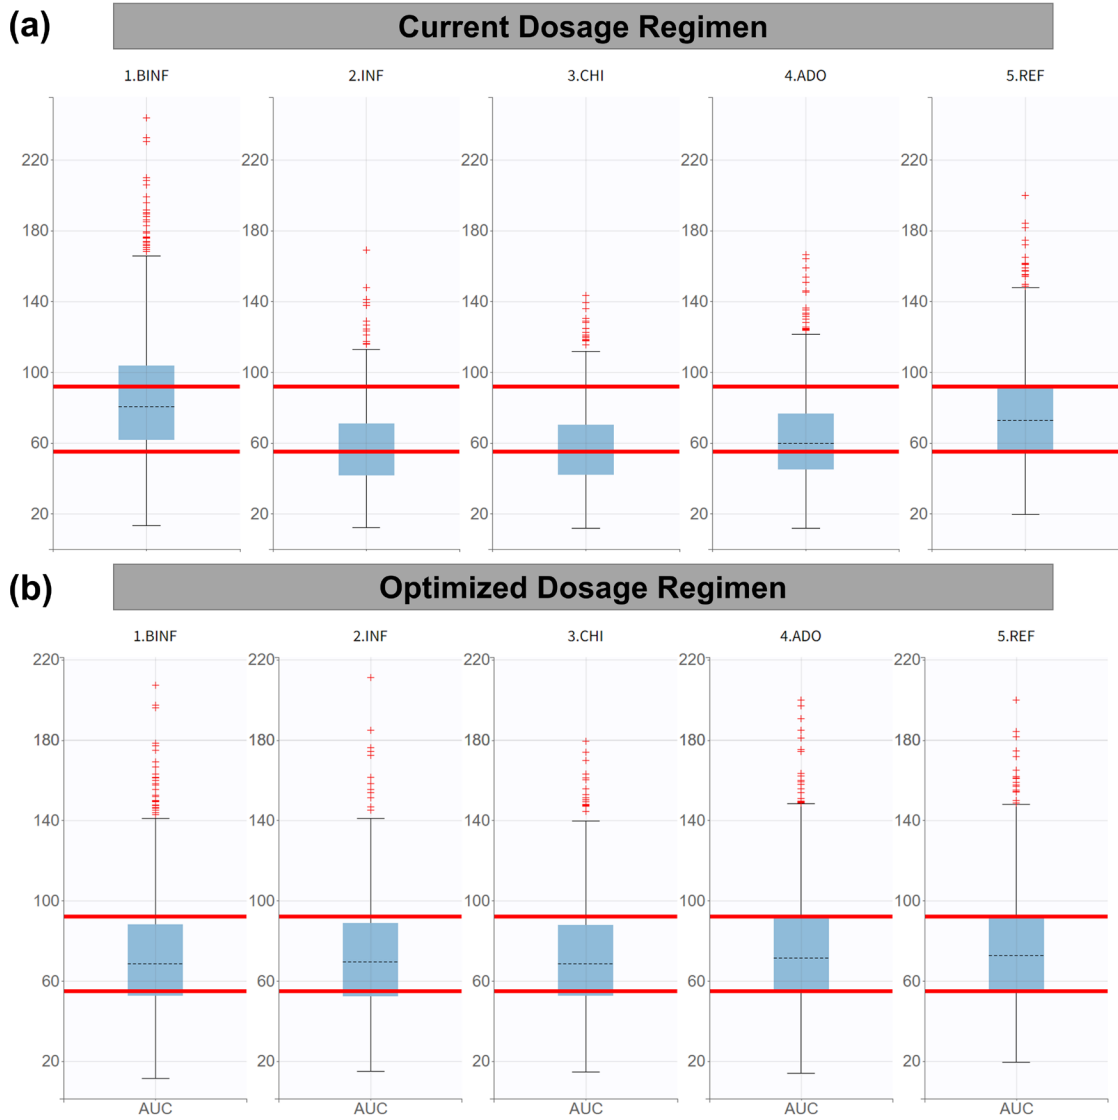 (a)
Current Dosage Regimen
1.BINF 2.INF 3.CHI 4.ADO 5.REF
220 220 220 220 220
180 180 180 180 180
140 140 140 140 140
100 100 100 100 100
60 60 60 60 60
20 20 20 20 20
(b)
Optimized Dosage Regimen
1.BINF 2.INF 3.CHI 4.ADO 5.REF
220 220 220 220 220
180 180 180 180 180
140 140 140 140 140
100 100 100 100 100
60 60 60 60 60
20 20 20 20 20
AUC AUC AUC AUC AUC